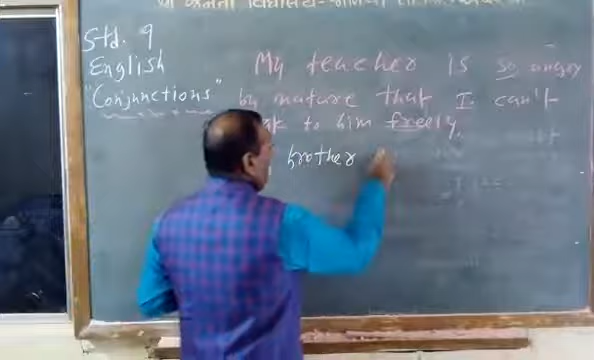 Std. 9
English
"Conjunctions"
My teacher is so angry
by nature that I can't
to him freely.
brother